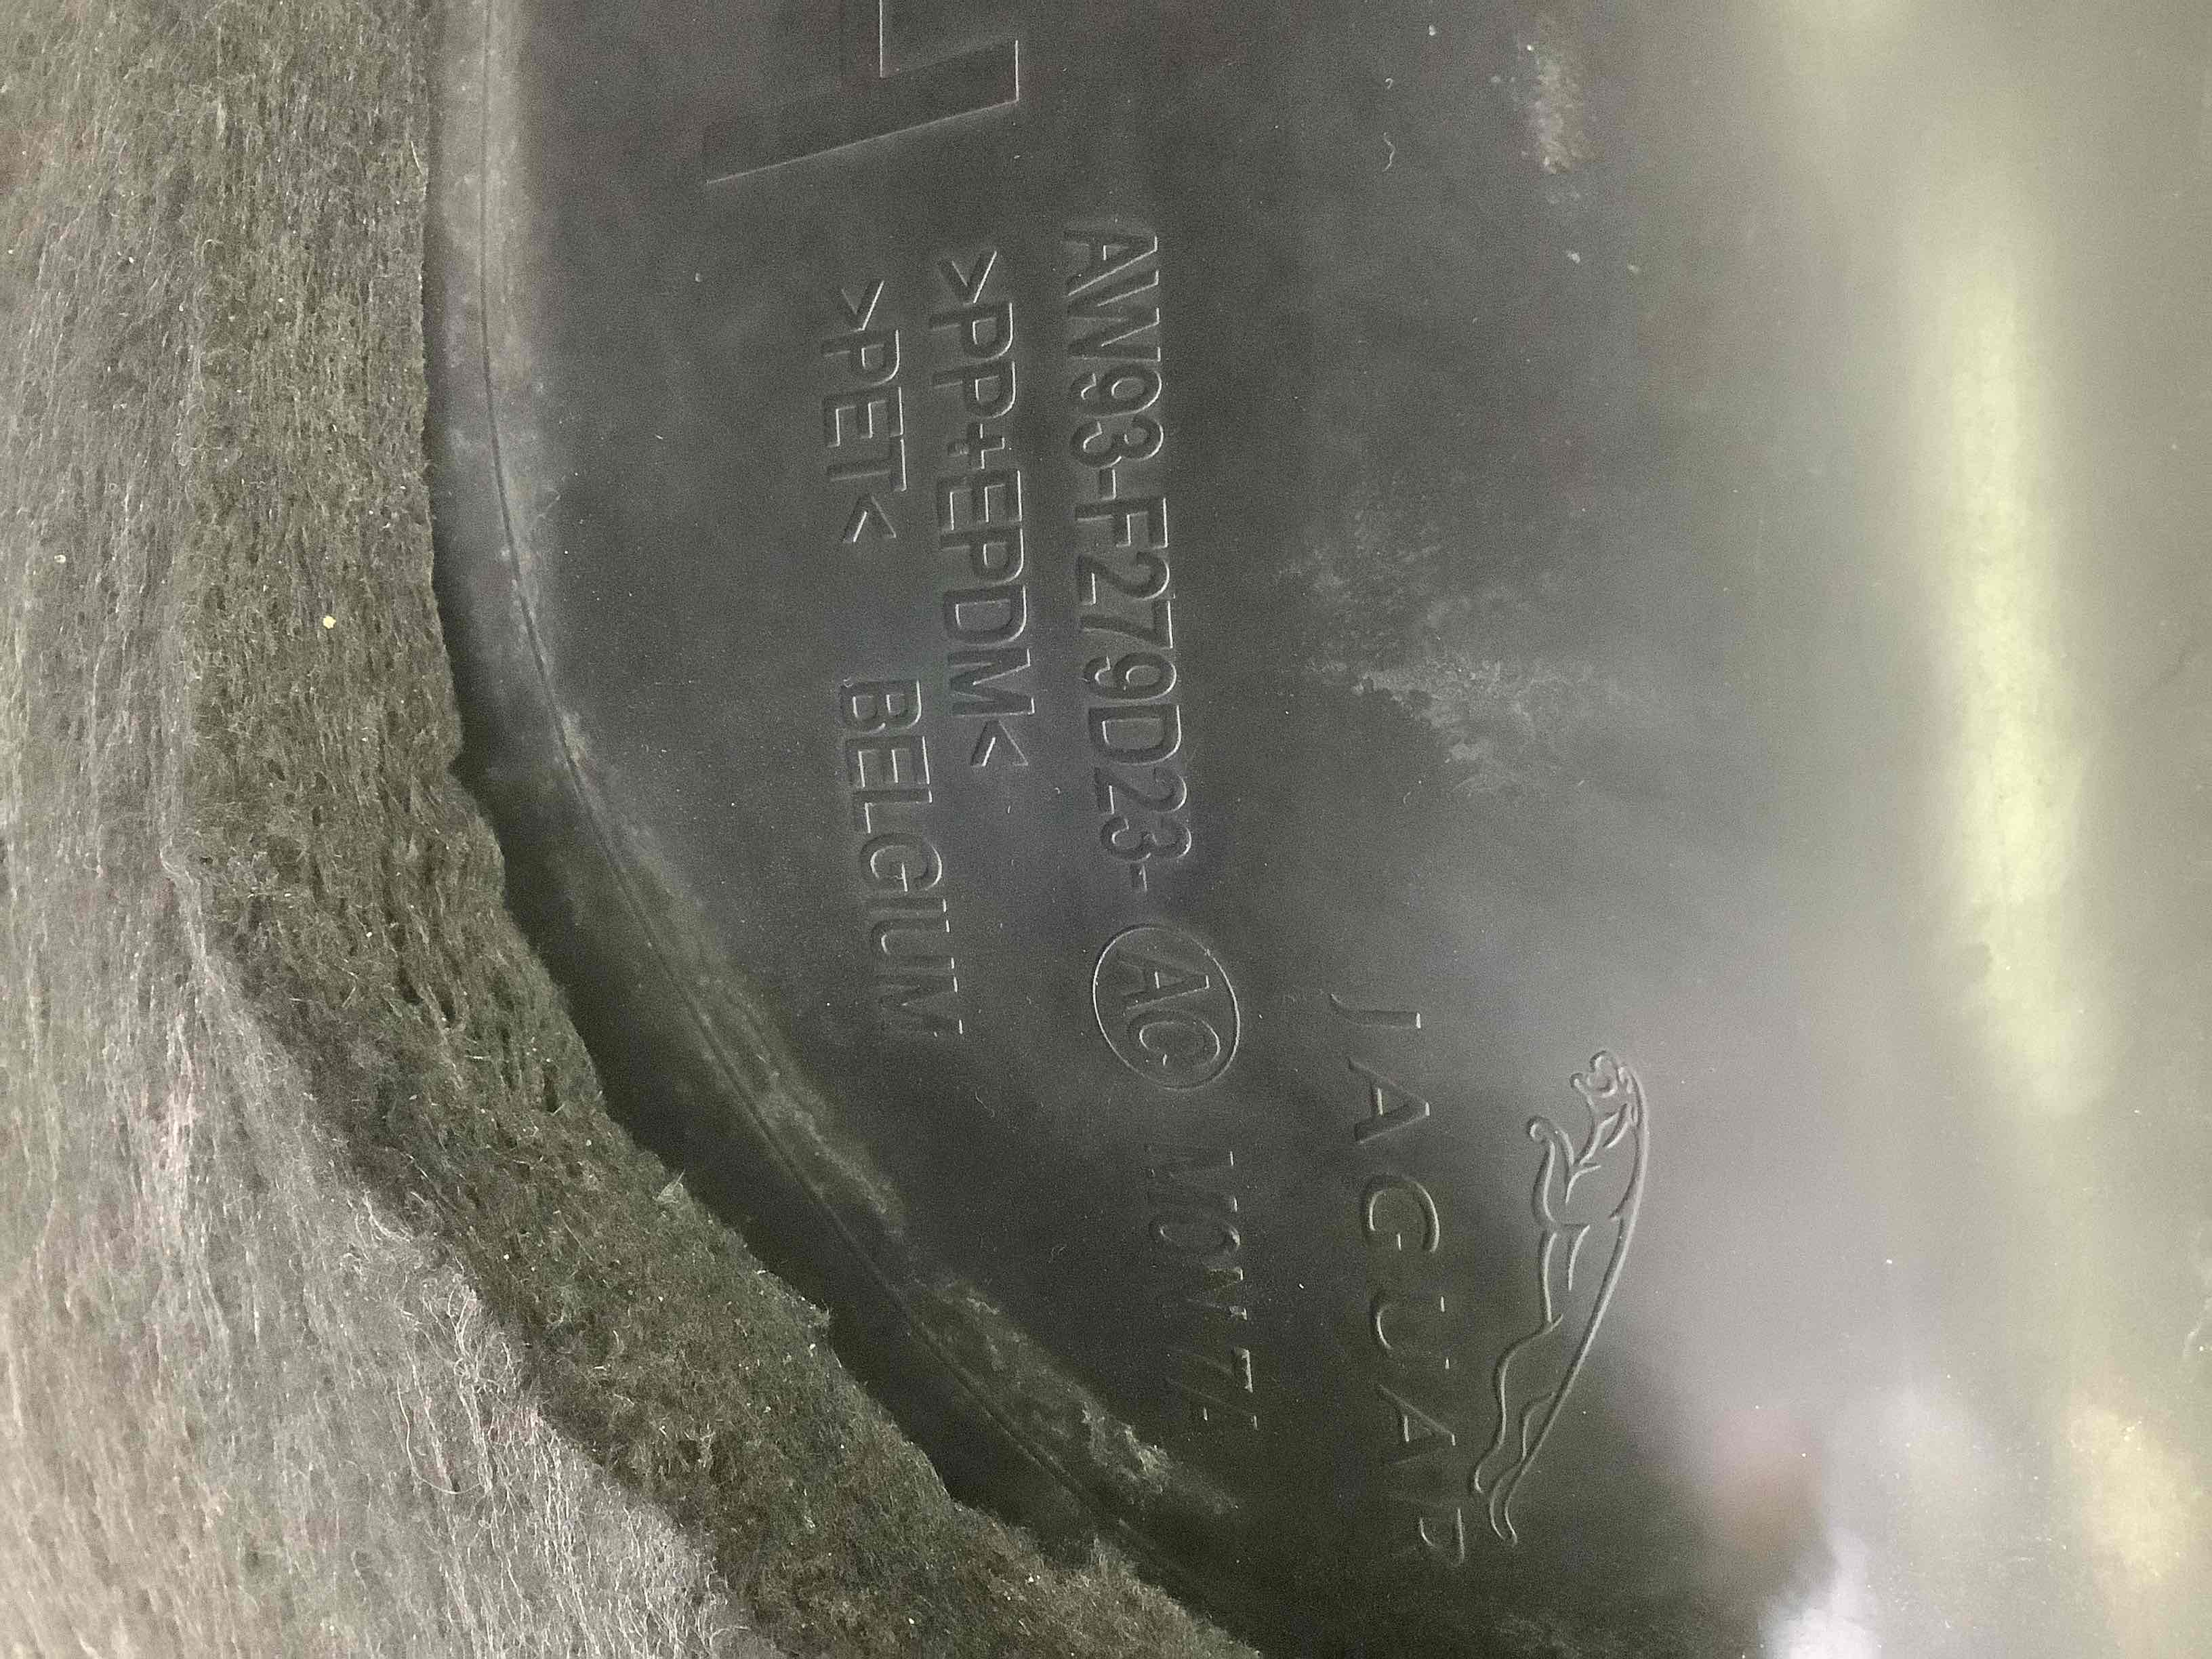 JAGUAR
AW93-F279D23- AC
>PP+EPDM<
>PET< BELGIUM